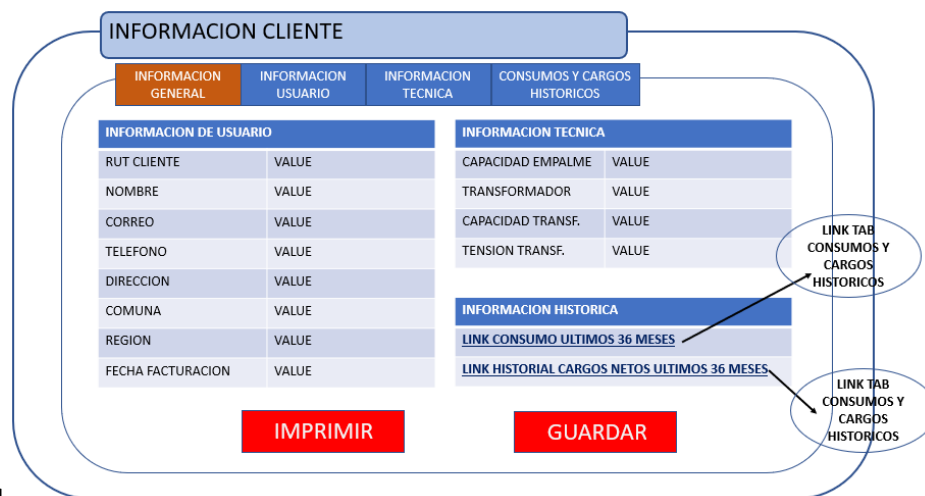 INFORMACION CLIENTE
INFORMACION
GENERAL
INFORMACION
USUARIO
INFORMACION
TECNICA
CONSUMOS Y CARGOS
HISTORICOS
INFORMACION DE USUARIO
RUT CLIENTE VALUE
NOMBRE VALUE
CORREO VALUE
TELEFONO VALUE
DIRECCION VALUE
COMUNA VALUE
REGION VALUE
FECHA FACTURACION VALUE
INFORMACION TECNICA
CAPACIDAD EMPALME VALUE
TRANSFORMADOR VALUE
CAPACIDAD TRANSF. VALUE
TENSION TRANSF. VALUE
INFORMACION HISTORICA
LINK CONSUMO ULTIMOS 36 MESES
LINK HISTORIAL CARGOS NETOS ULTIMOS 36 MESES
LINK TAB
CONSUMOS Y
CARGOS
HISTORICOS
LINK TAB
CONSUMOS Y
CARGOS
HISTORICOS
IMPRIMIR
GUARDAR